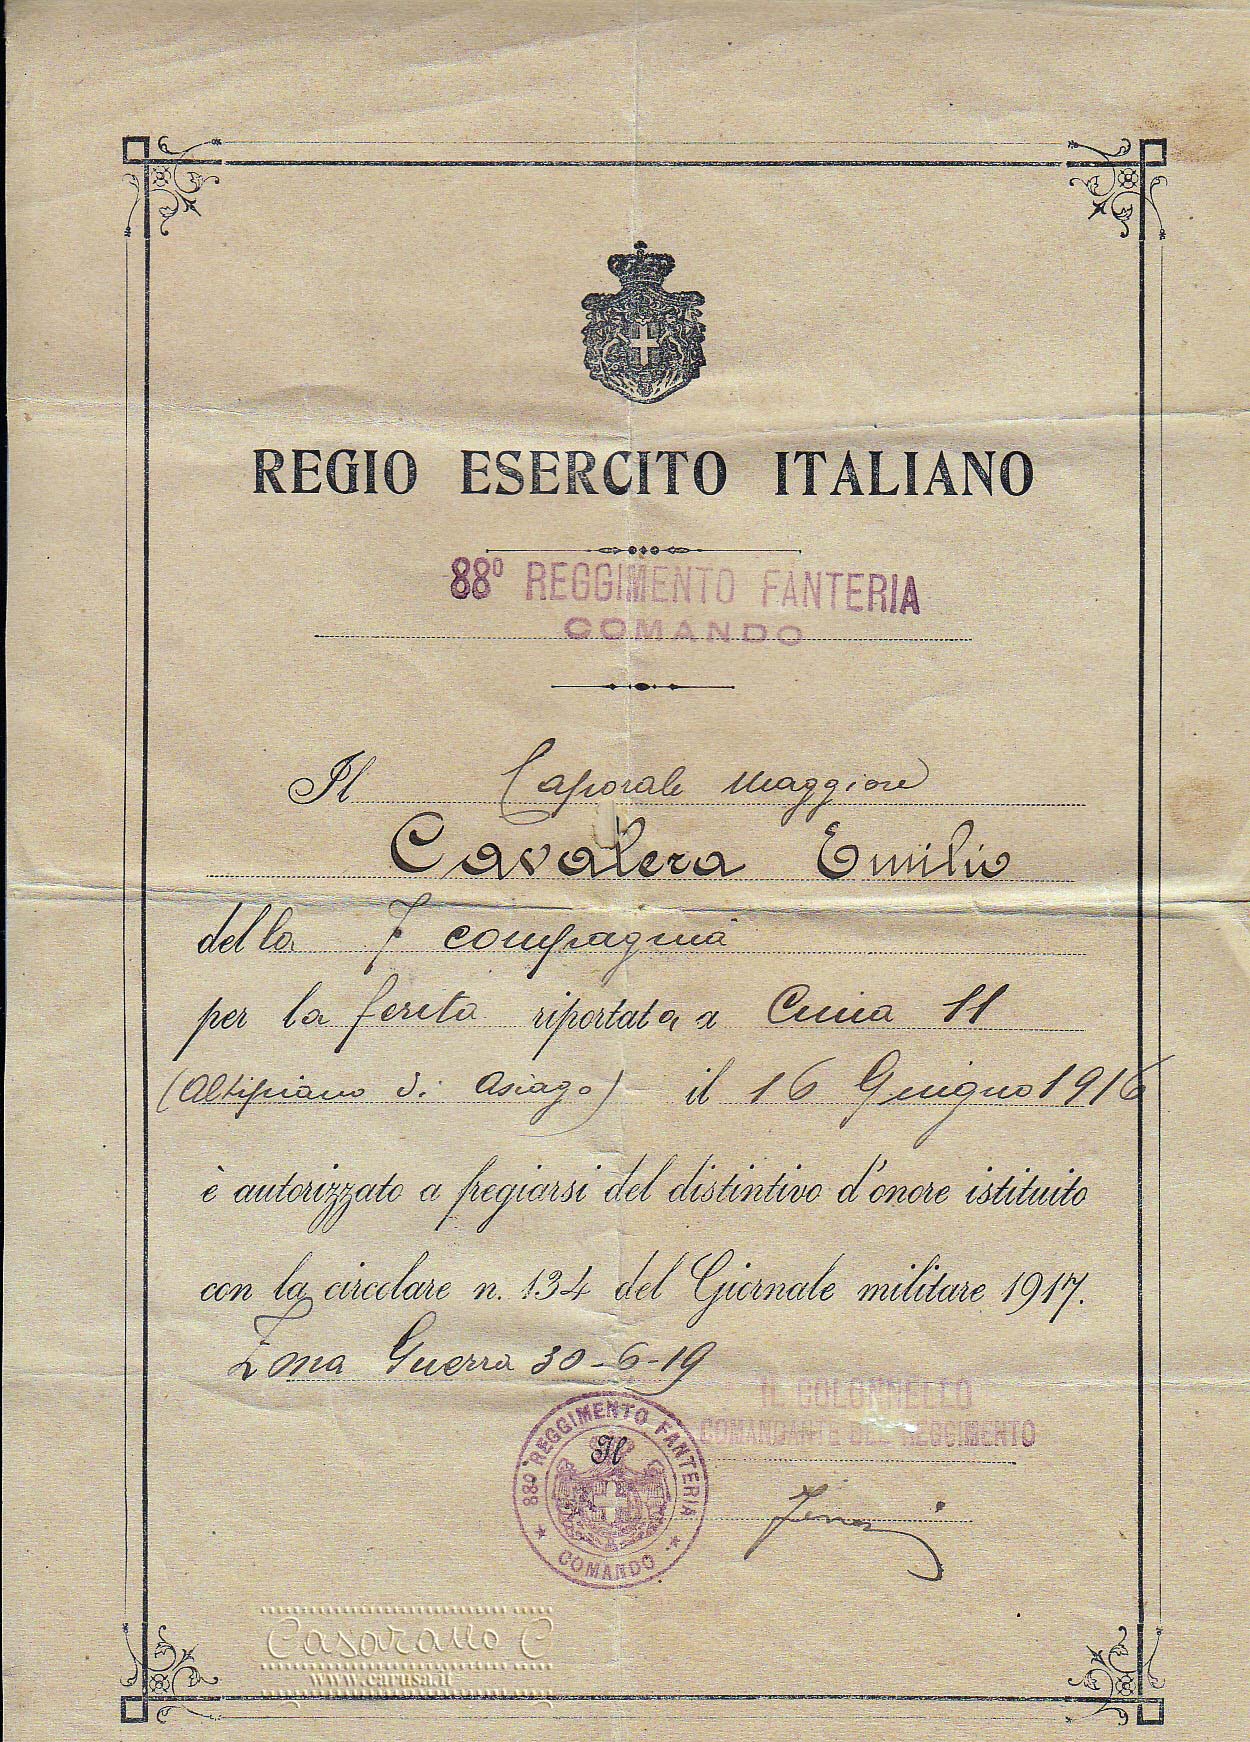 REGIO ESERCITO ITALIANO
88º REGGIMENTO FANTERIA
COMANDO
Il Caporale Maggiore
Cavalera Emilio
della 7 compagnia
per la ferita riportata a Cima 11
(Altipiano di Asiago) il 16 Giugno 1916
è autorizzato a fregiarsi del distintivo d'onore istituito
con la circolare n. 134 del Giornale militare 1917.
Zona Guerra 30-6-19
IL COLONNELLO
COMANDANTE DEL REGGIMENTO
Il
88º REGGIMENTO FANTERIA
COMANDO
Casarano C
www.carusa.it